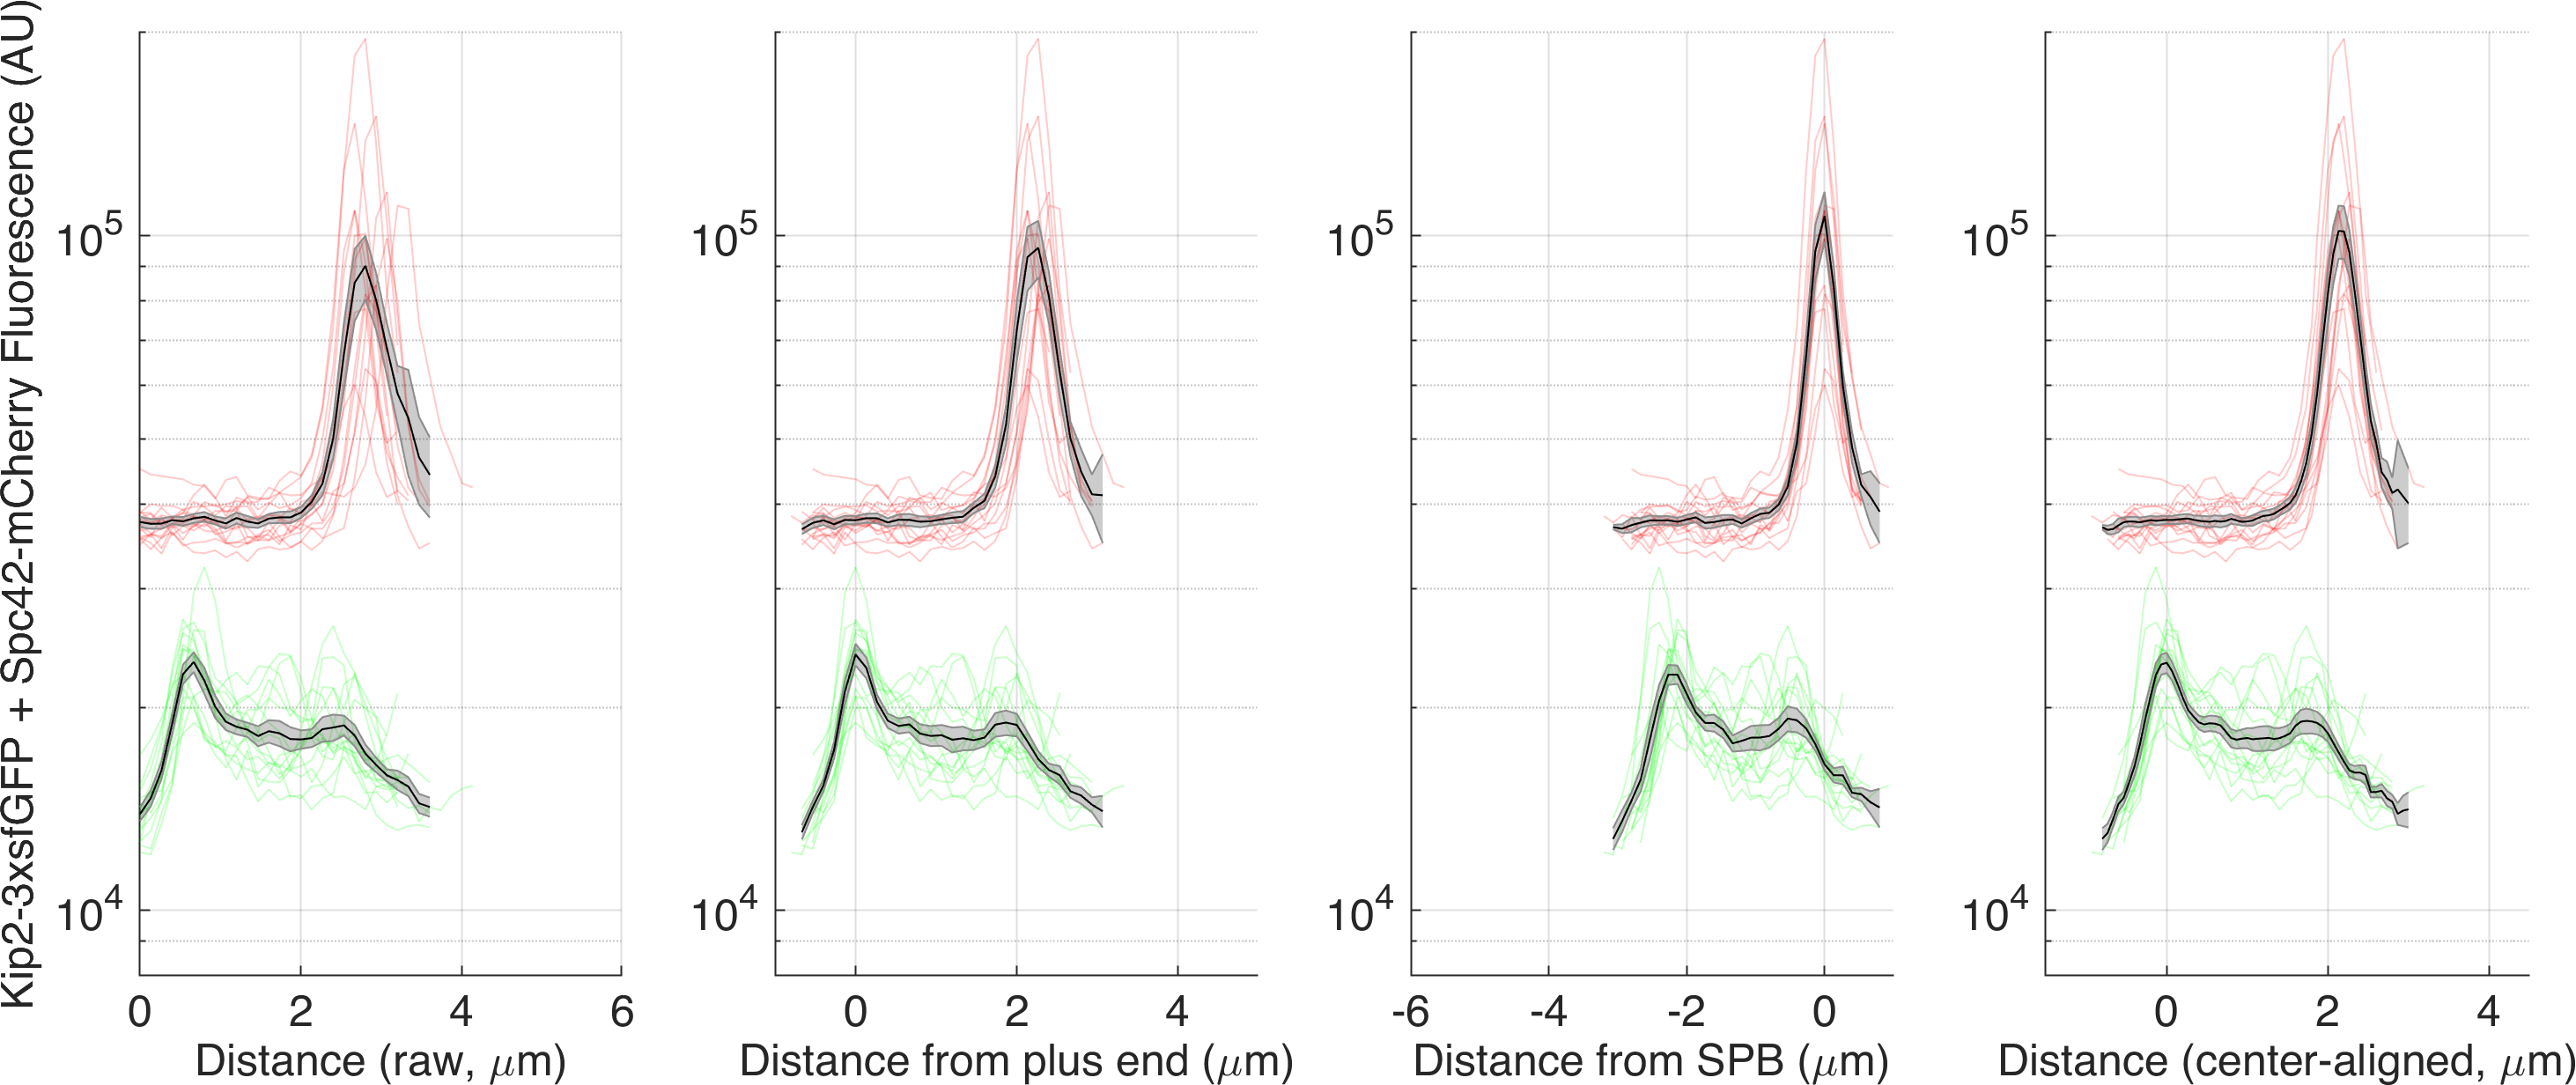 Kip2-3xsfGFP + Spc42-mCherry Fluorescence (AU)
10^5
10^4
0 2 4 6
Distance (raw, μm)
10^5
10^4
0 2 4
Distance from plus end (μm)
10^5
10^4
-6 -4 -2 0
Distance from SPB (μm)
10^5
10^4
0 2 4
Distance (center-aligned, μm)